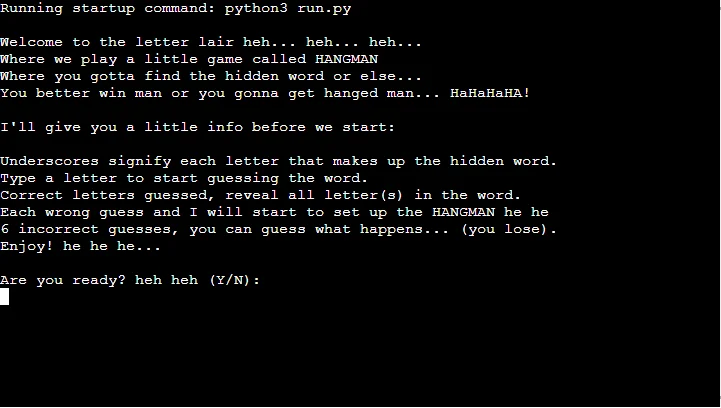 Running startup command: python3 run.py
Welcome to the letter lair heh... heh... heh...
Where we play a little game called HANGMAN
Where you gotta find the hidden word or else...
You better win man or you gonna get hanged man... HaHaHaHA!
I'll give you a little info before we start:
Underscores signify each letter that makes up the hidden word.
Type a letter to start guessing the word.
Correct letters guessed, reveal all letter(s) in the word.
Each wrong guess and I will start to set up the HANGMAN he he
6 incorrect guesses, you can guess what happens... (you lose).
Enjoy! he he he...
Are you ready? heh heh (Y/N):